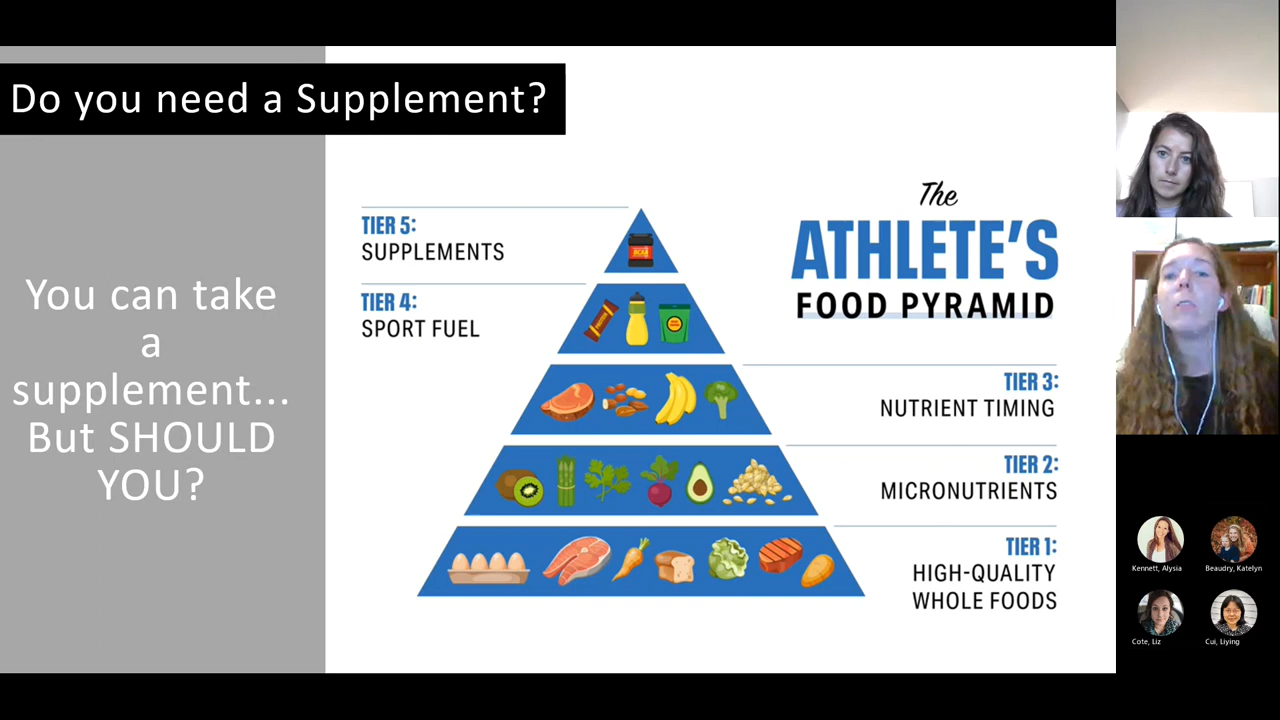 Do you need a Supplement?
You can take
a
supplement...
But SHOULD
YOU?
The
ATHLETE'S
FOOD PYRAMID
TIER 5:
SUPPLEMENTS
TIER 4:
SPORT FUEL
TIER 3:
NUTRIENT TIMING
TIER 2:
MICRONUTRIENTS
TIER 1:
HIGH-QUALITY
WHOLE FOODS
BCAA
Kennett, Alysia
Beaudry, Katelyn
Cote, Liz
Cui, Liying